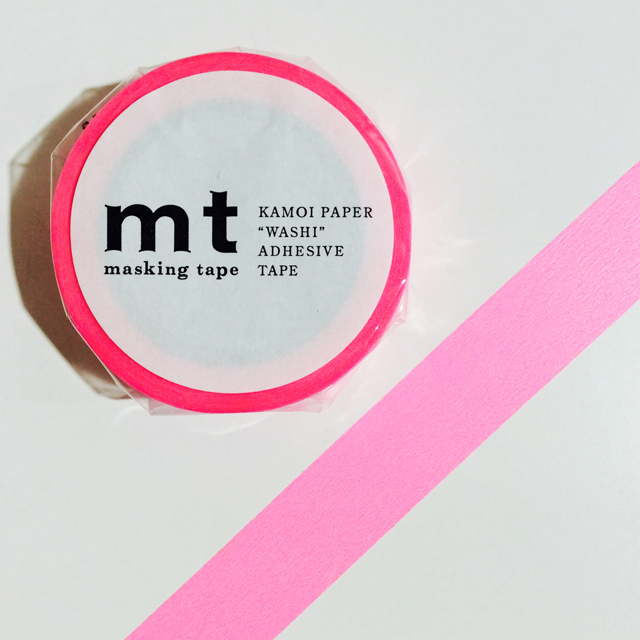 mt
masking tape
KAMOI PAPER
“WASHI”
ADHESIVE
TAPE